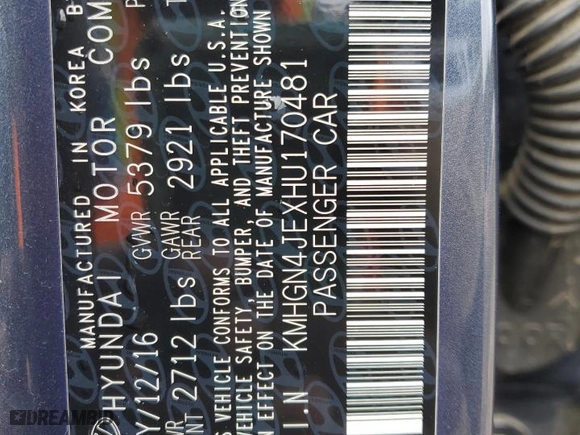 MANUFACTURED IN KOREA B
HYUNDAI MOTOR COM
Y/12/16 GVWR 5379 lbs P
WR
NT 2712 lbs GAWR
REAR 2921 lbs T
S VEHICLE CONFORMS TO ALL APPLICABLE U.S.A.
VEHICLE SAFETY, BUMPER, AND THEFT PREVENTION
N EFFECT ON THE DATE OF MANUFACTURE SHOWN
I.N KMHGN4JEXHU170481
PASSENGER CAR